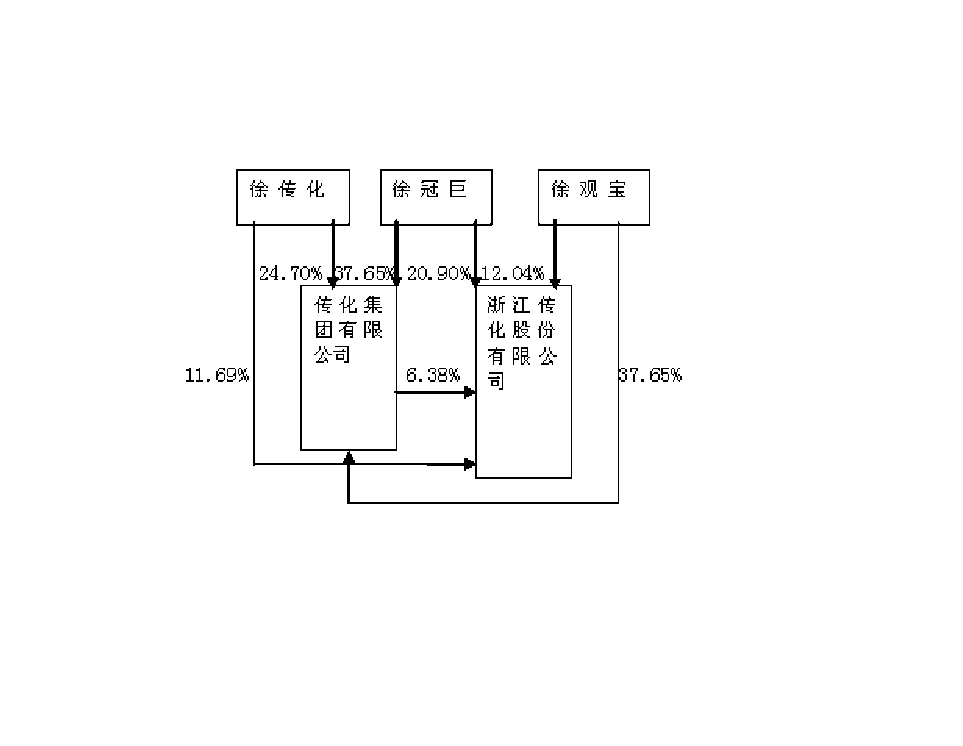 徐传化
徐冠巨
徐观宝
24.70%
37.65%
20.90%
12.04%
传化集
团有限
公司
浙江传
化股份
有限公
司
11.69%
6.38%
37.65%